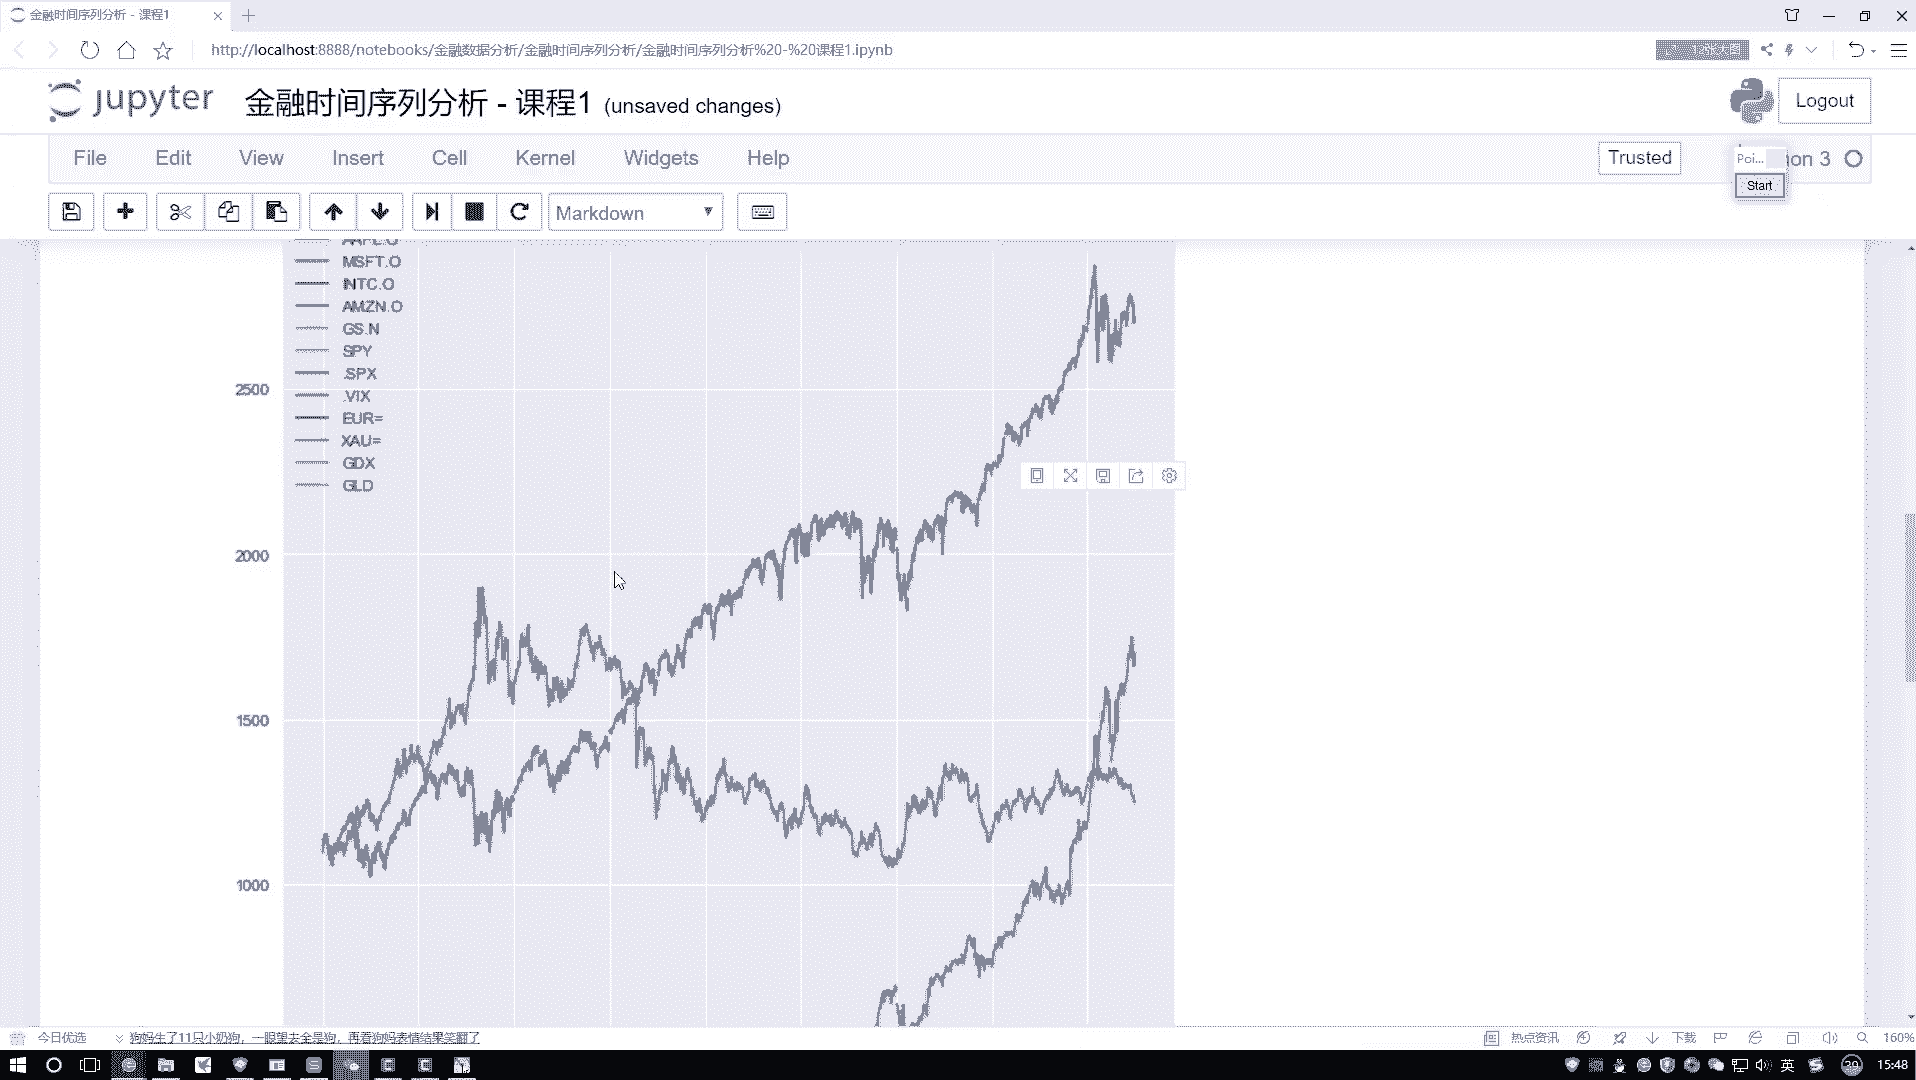 金融时间序列分析 - 课程1
http://localhost:8888/notebooks/金融数据分析/金融时间序列分析/金融时间序列分析%20-%20课程1.ipynb
jupyter
金融时间序列分析 - 课程1 (unsaved changes)
Logout
File Edit View Insert Cell Kernel Widgets Help
Trusted
Poi...
on 3
Start
Markdown
AAPL.O
MSFT.O
INTC.O
AMZN.O
GS.N
SPY
.SPX
.VIX
EUR=
XAU=
GDX
GLD
2500
2000
1500
1000
今日优选
狗妈生了11只小奶狗，一眼望去全是狗，再看狗妈表情结果笑翻了
热点资讯
下载
160%
英
15:48